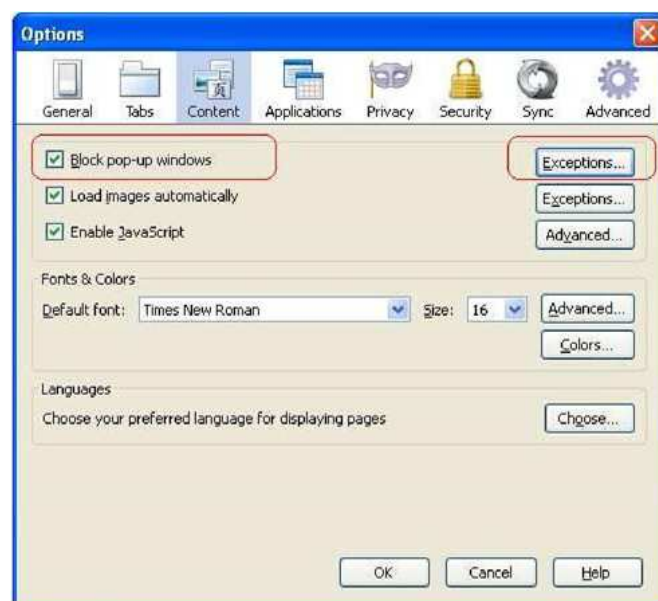 Options
General Tabs Content Applications Privacy Security Sync Advanced
Block pop-up windows Exceptions...
Load images automatically Exceptions...
Enable JavaScript Advanced...
Fonts & Colors
Default font: Times New Roman Size: 16 Advanced...
Colors...
Languages
Choose your preferred language for displaying pages Choose...
OK Cancel Help